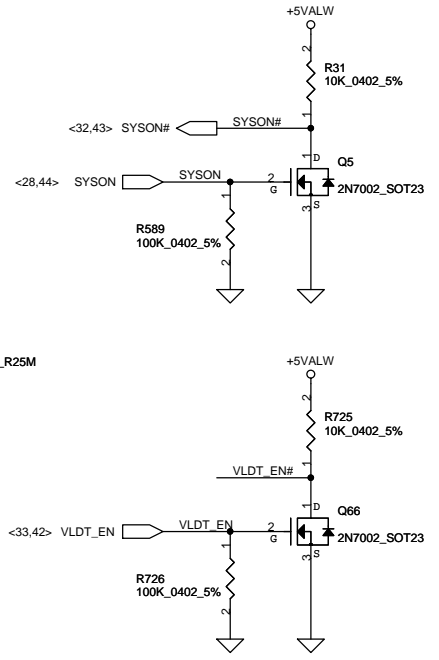 +5VALW
2
R31
10K_0402_5%
1
<32,43> SYSON# SYSON#
1 D
Q5
<28,44> SYSON SYSON 2
G
2N7002_SOT23
3 S
1
R589
100K_0402_5%
2
_R25M
+5VALW
2
R725
10K_0402_5%
1
VLDT_EN#
1 D
Q66
<33,42> VLDT_EN VLDT_EN 2
G
2N7002_SOT23
3 S
1
R726
100K_0402_5%
2